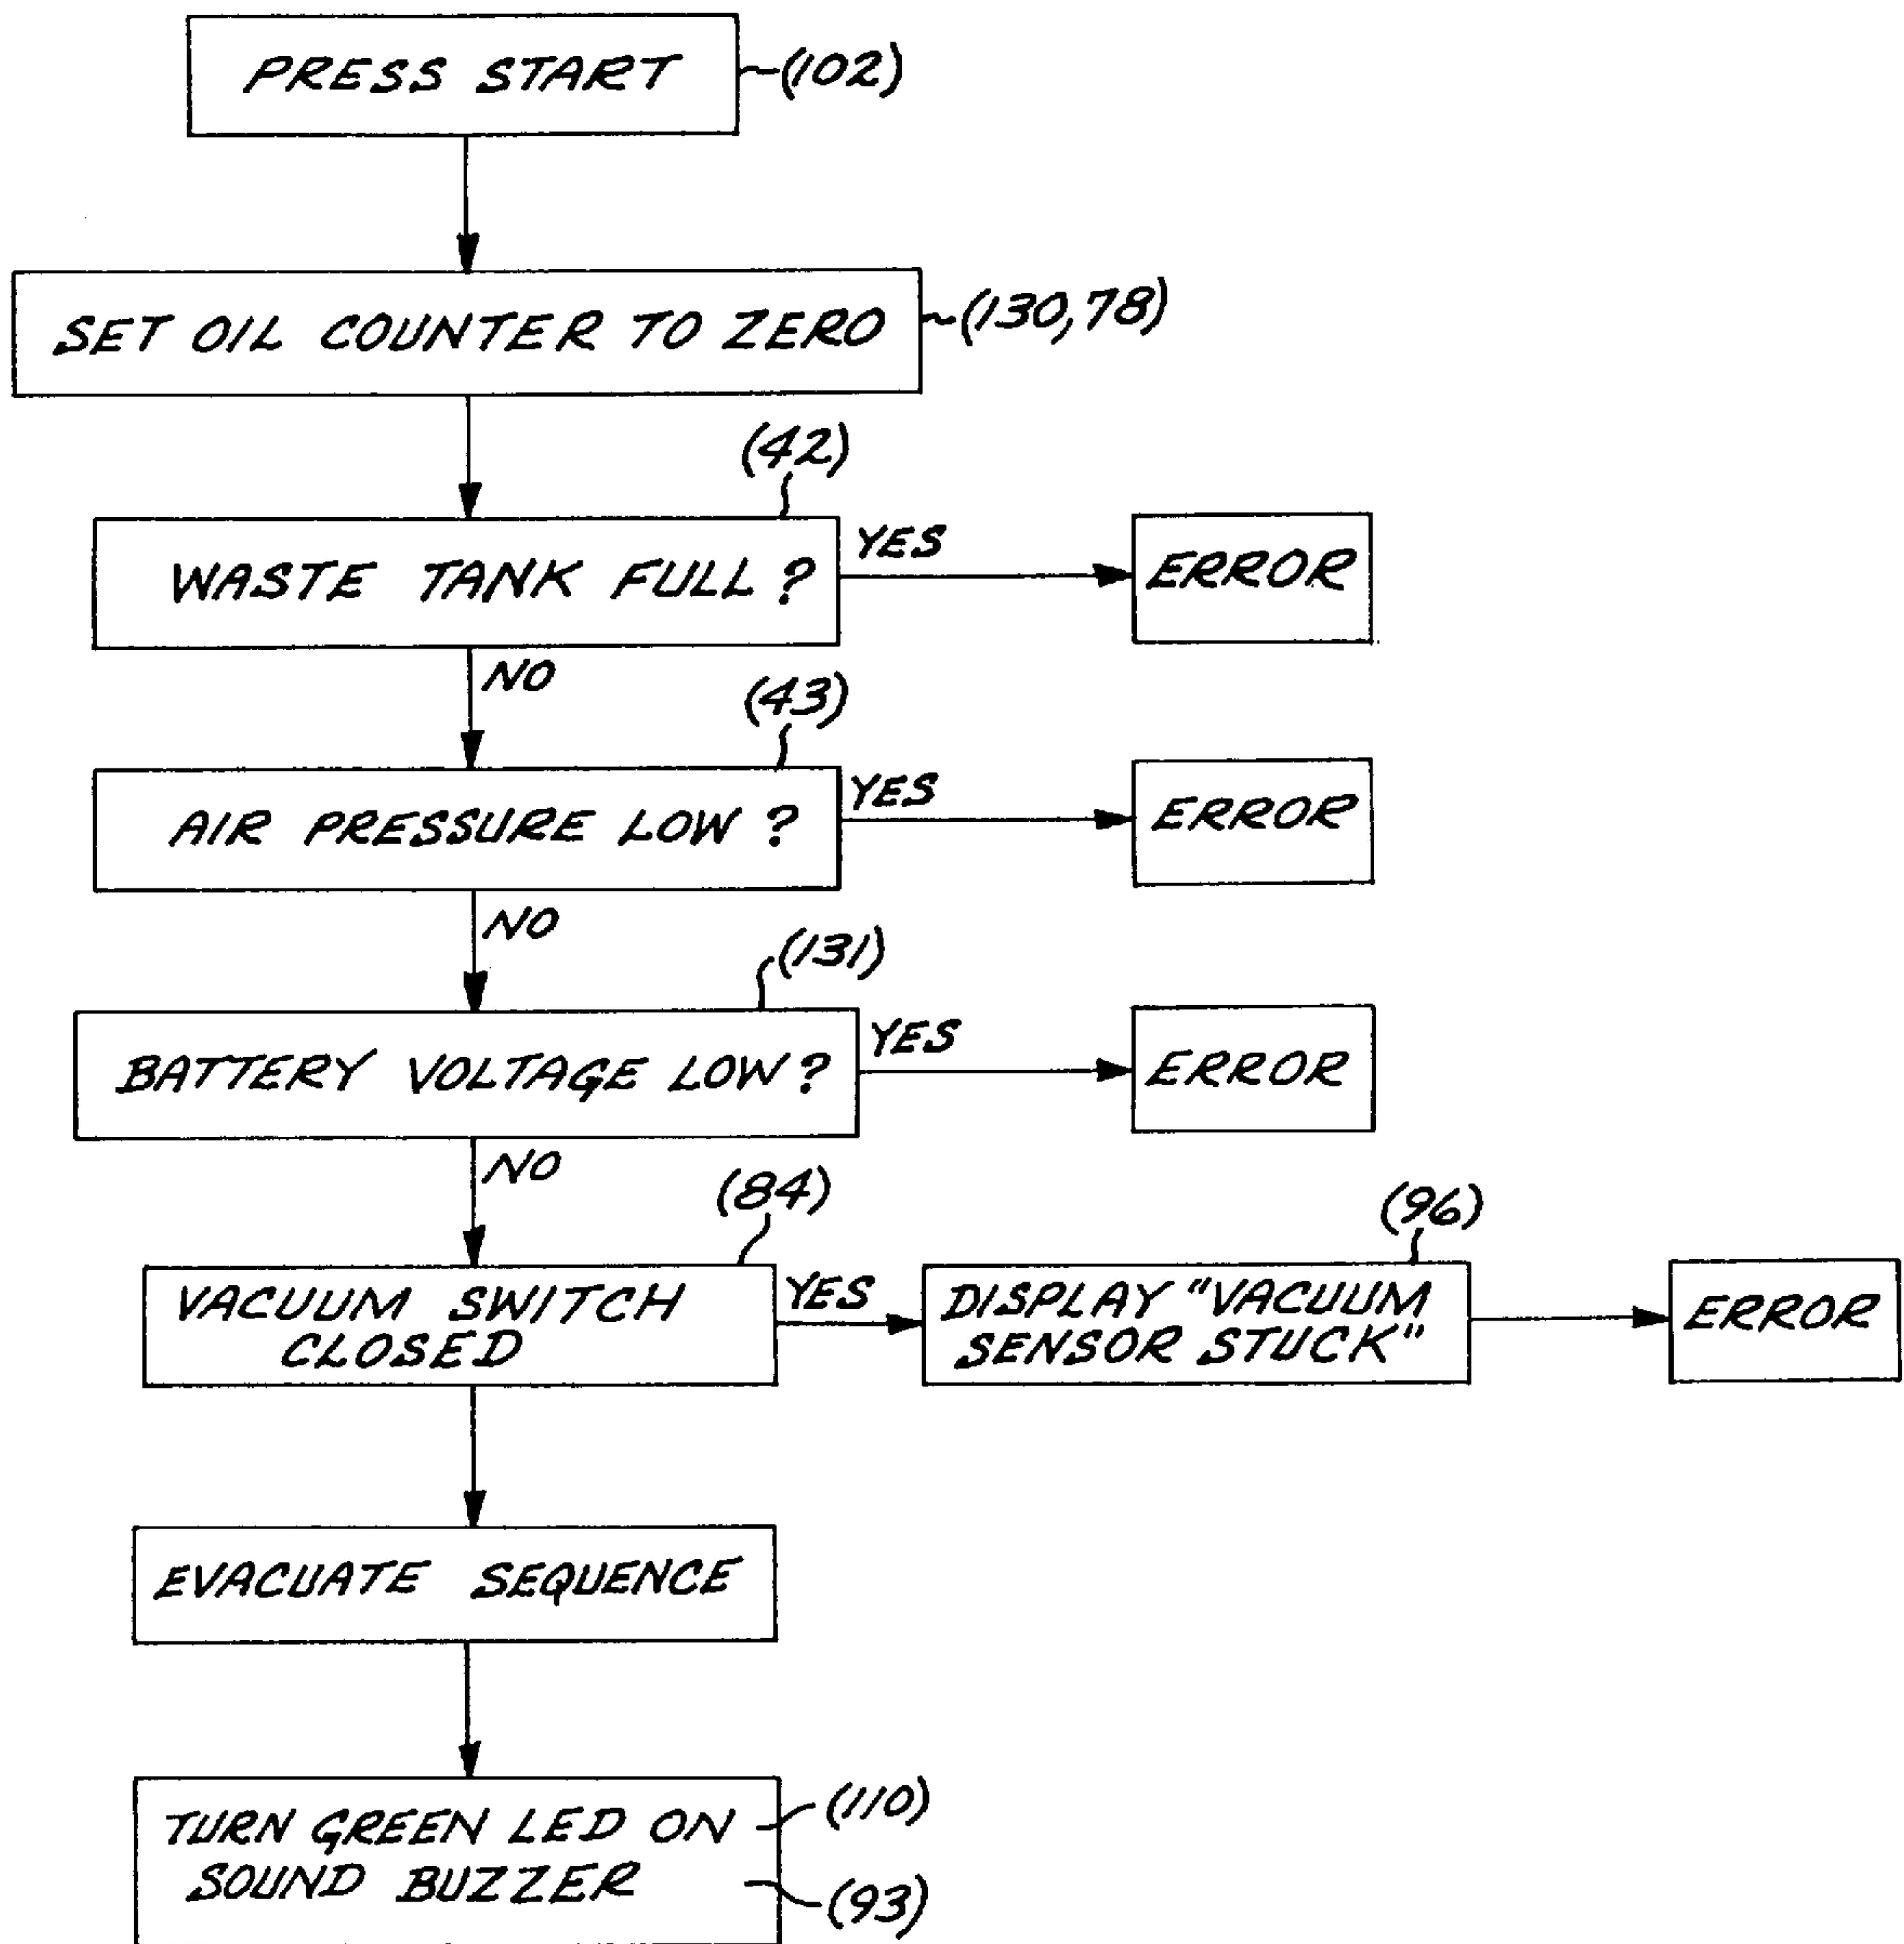 PRESS START
(102)
SET OIL COUNTER TO ZERO
(130,78)
(42)
WASTE TANK FULL ?
YES
ERROR
NO
(43)
AIR PRESSURE LOW ?
YES
ERROR
NO
(131)
BATTERY VOLTAGE LOW ?
YES
ERROR
NO
(84)
VACUUM SWITCH
CLOSED
YES
(96)
DISPLAY "VACUUM
SENSOR STUCK"
ERROR
EVACUATE SEQUENCE
TURN GREEN LED ON
(110)
SOUND BUZZER
(93)